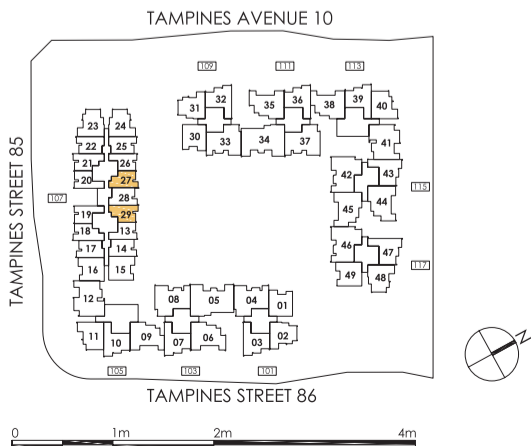 TAMPINES AVENUE 10
109 111 113
32 36 39
31 35 38 40
23 24
30 33 34 37 41
22 25
21 26
20 27 42 43
TAMPINES STREET 85
107 28 115
19 29 45 44
18 13
17 14 46 47
16 15 49 48 117
12 08 05 04 01
11 10 09 07 06 03 02
105 103 101
N
TAMPINES STREET 86
0 1m 2m 4m